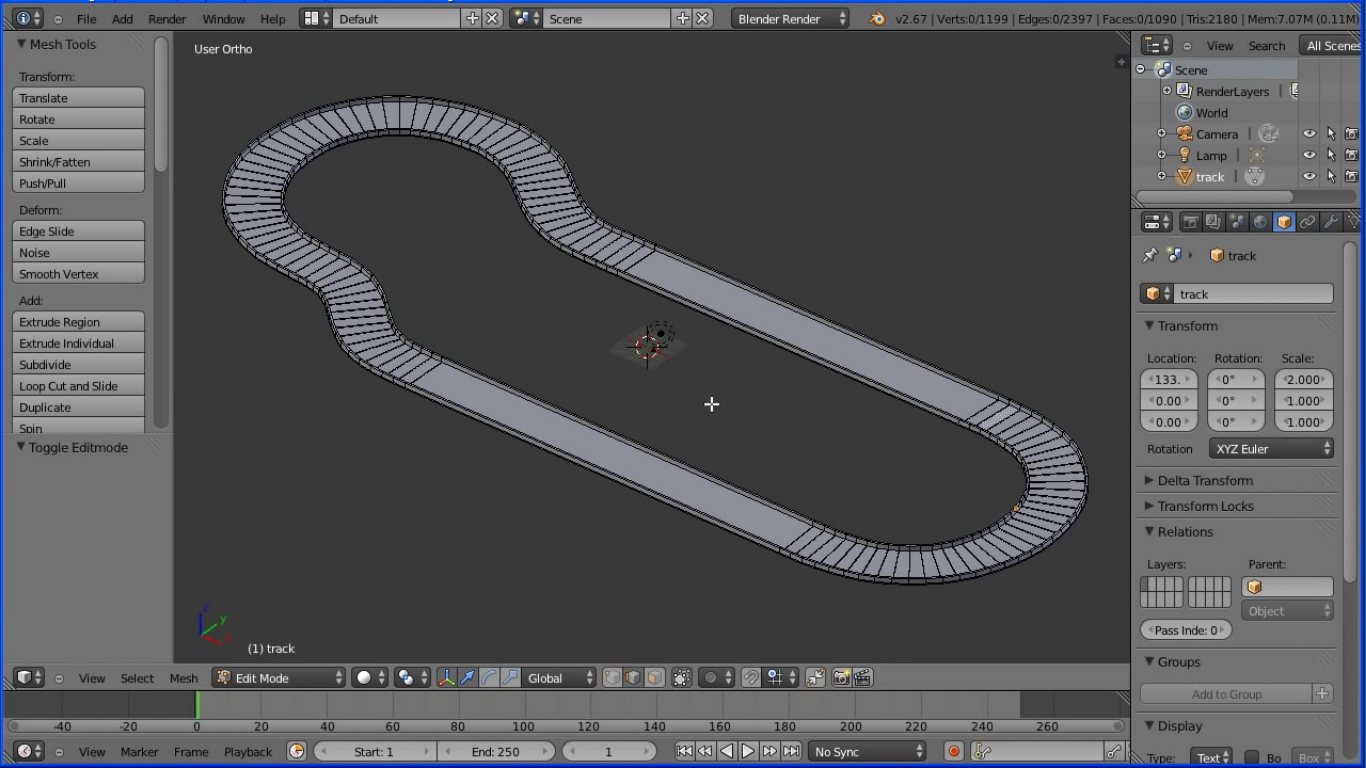 File Add Render Window Help Default Scene Blender Render v2.67 | Verts:0/1199 | Edges:0/2397 | Faces:0/1090 | Tris:2180 | Mem:7.07M (0.11M)
Mesh Tools
Transform:
Translate
Rotate
Scale
Shrink/Fatten
Push/Pull
Deform:
Edge Slide
Noise
Smooth Vertex
Add:
Extrude Region
Extrude Individual
Subdivide
Loop Cut and Slide
Duplicate
Spin
Toggle Editmode
User Ortho
z
y
x
(1) track
View Select Mesh Edit Mode Global
-40 -20 0 20 40 60 80 100 120 140 160 180 200 220 240 260
View Marker Frame Playback Start: 1 End: 250 1 No Sync
View Search All Scenes
Scene
RenderLayers |
World
Camera |
Lamp |
track |
track
track
Transform
Location: Rotation: Scale:
133. 0° 2.000
0.00 0° 1.000
0.00 0° 1.000
Rotation XYZ Euler
Delta Transform
Transform Locks
Relations
Layers: Parent:
Object
Pass Inde: 0
Groups
Add to Group
Display
Type: Text Bo Box